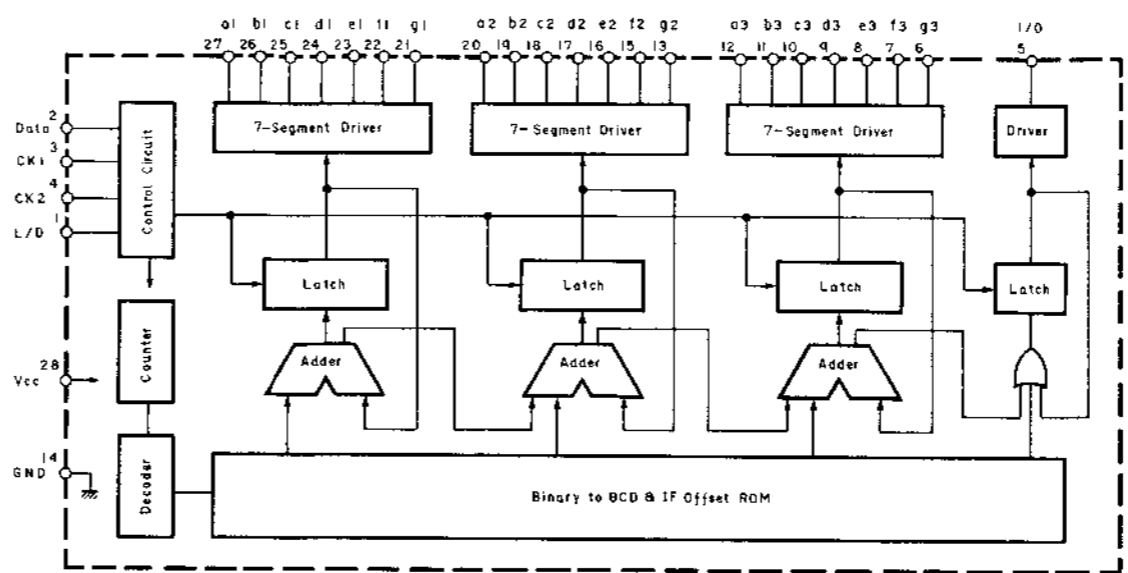 a1 b1 c1 d1 e1 f1 g1
27 26 25 24 23 22 21
a2 b2 c2 d2 e2 f2 g2
20 19 18 17 16 15 13
a3 b3 c3 d3 e3 f3 g3
12 11 10 9 8 7 6
I/O
5
Data 2
CK1 3
CK2 4
L/D 1
Control Circuit
7-Segment Driver
7-Segment Driver
7-Segment Driver
Driver
Latch
Latch
Latch
Latch
Counter
Vcc 28
Adder
Adder
Adder
GND 14
Decoder
Binary to BCD & IF Offset ROM